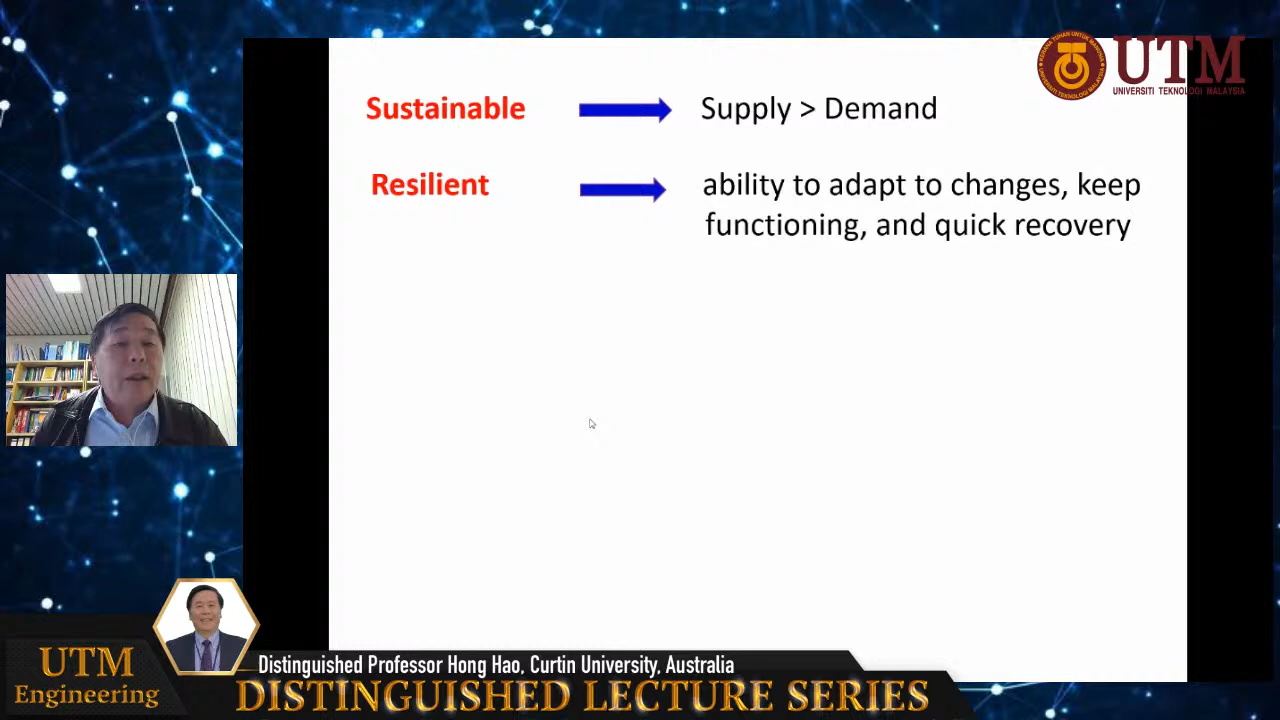 UTM
UNIVERSITI TEKNOLOGI MALAYSIA
Sustainable Supply > Demand
Resilient ability to adapt to changes, keep
functioning, and quick recovery
UTM
Engineering
Distinguished Professor Hong Hao, Curtin University, Australia
DISTINGUISHED LECTURE SERIES